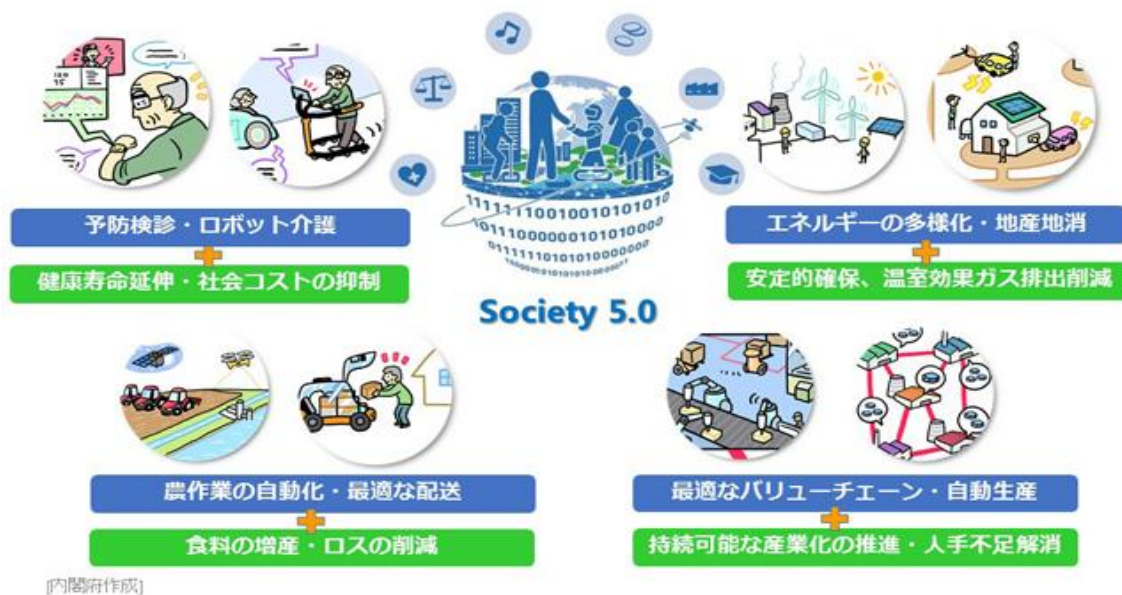 予防検診・ロボット介護
健康寿命延伸・社会コストの抑制
エネルギーの多様化・地産地消
安定的確保、温室効果ガス排出削減
11111110010010101010
10111000000101010000
0111111010101000000
Society 5.0
農作業の自動化・最適な配送
食料の増産・ロスの削減
最適なバリューチェーン・自動生産
持続可能な産業化の推進・人手不足解消
[内閣府作成]